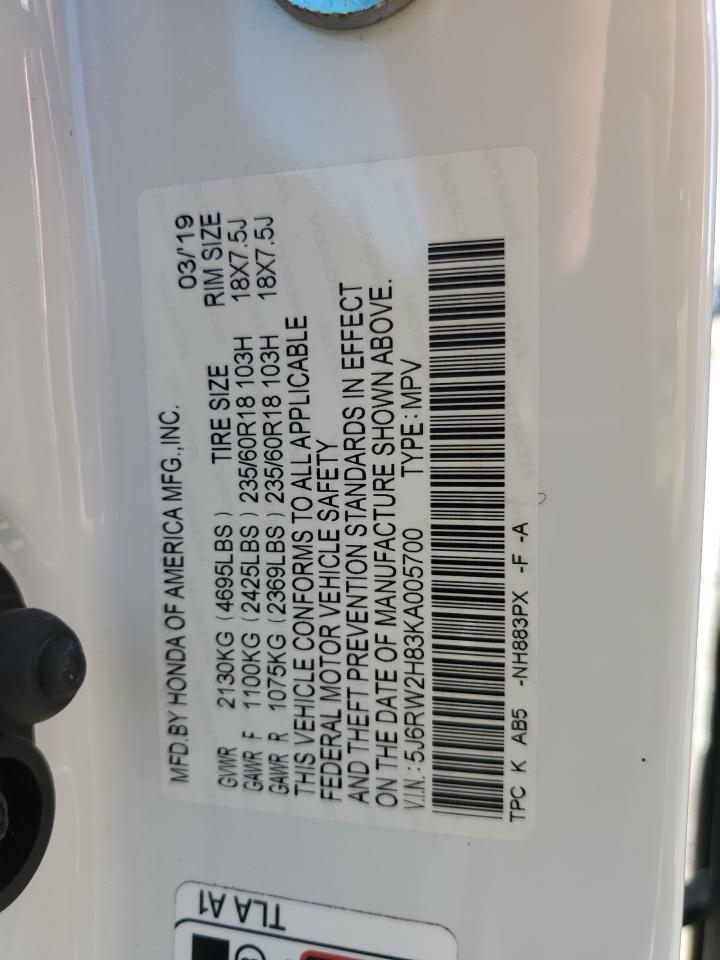 MFD.BY HONDA OF AMERICA MFG.,INC. 03/'19
GVWR 2130KG (4695LBS) TIRE SIZE RIM SIZE
GAWR F 1100KG (2425LBS) 235/60R18 103H 18X7.5J
GAWR R 1075KG (2369LBS) 235/60R18 103H 18X7.5J
THIS VEHICLE CONFORMS TO ALL APPLICABLE
FEDERAL MOTOR VEHICLE SAFETY
AND THEFT PREVENTION STANDARDS IN EFFECT
ON THE DATE OF MANUFACTURE SHOWN ABOVE.
V.I.N.: 5J6RW2H83KA005700 TYPE: MPV
TPC K AB5 -NH883PX -F -A
TLA A1